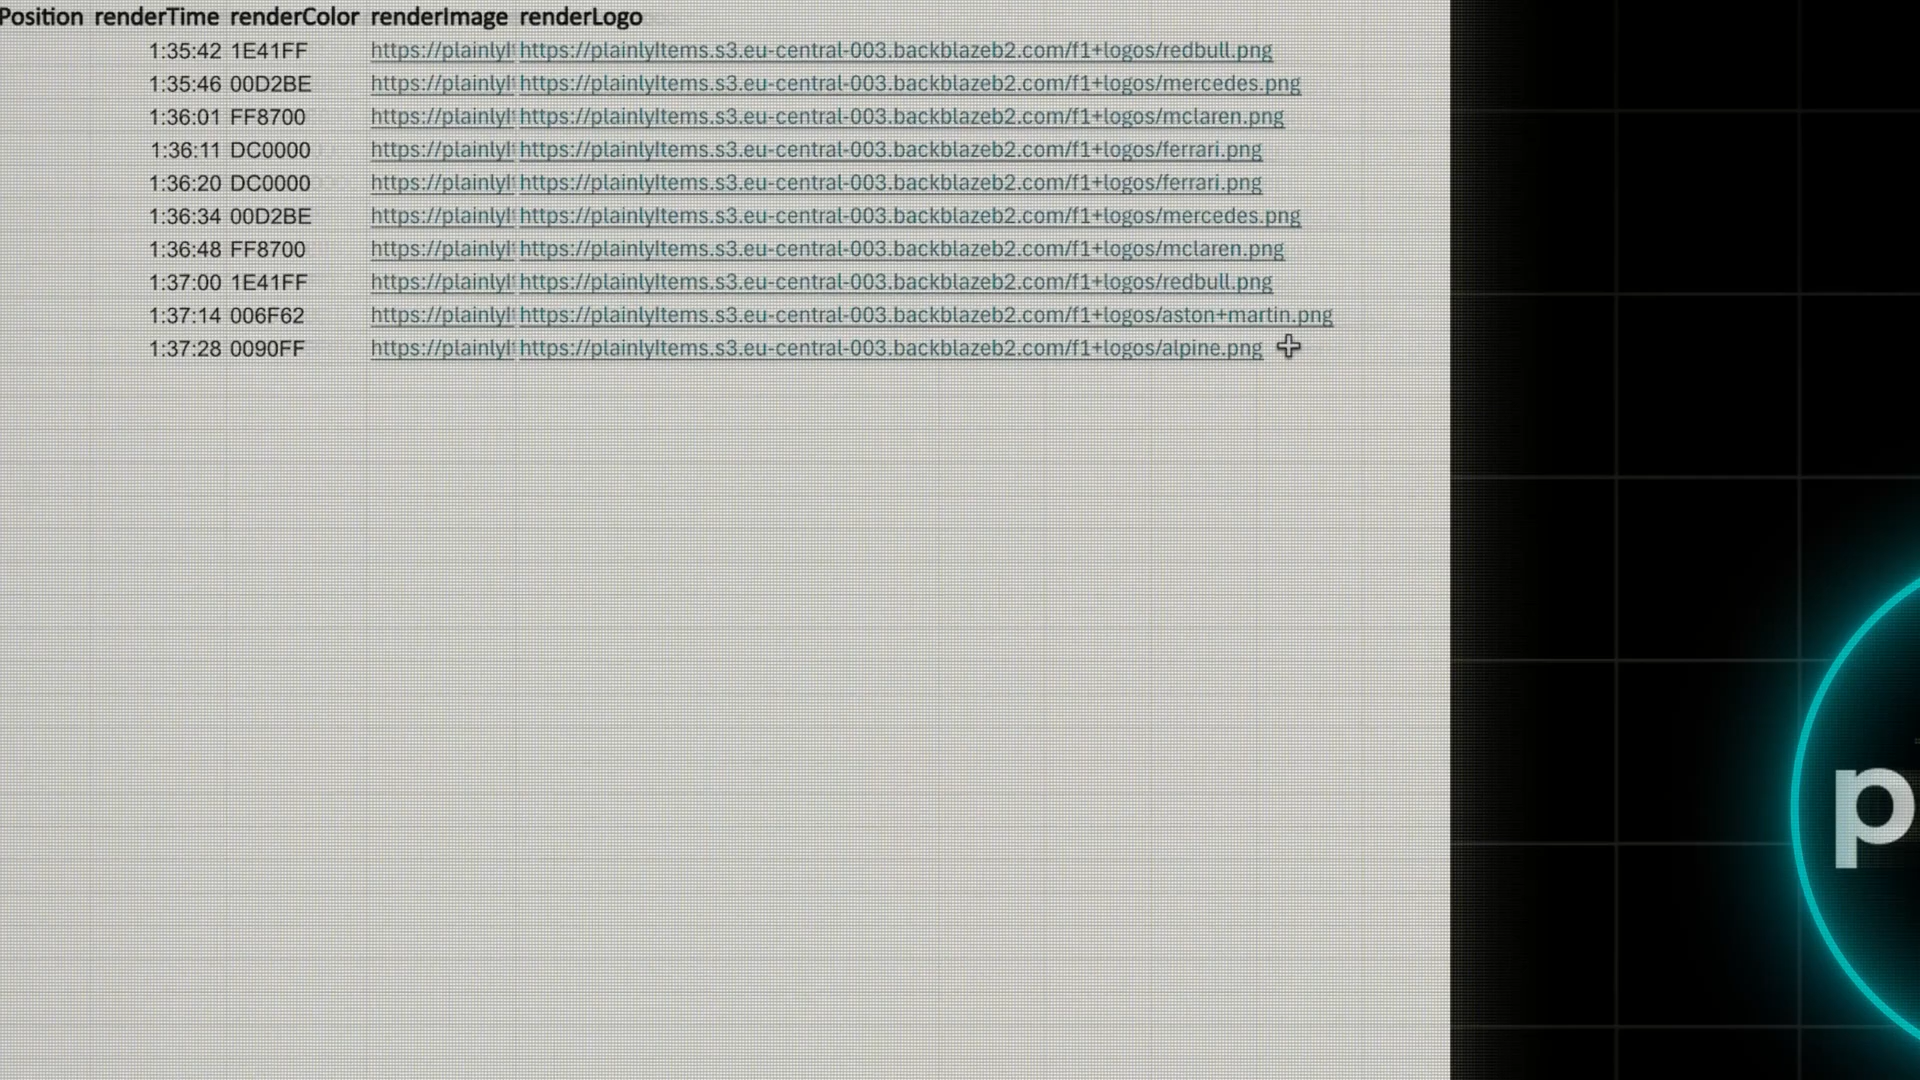 Position renderTime renderColor renderImage renderLogo
1:35:42 1E41FF https://plainlyI https://plainlyItems.s3.eu-central-003.backblazeb2.com/f1+logos/redbull.png
1:35:46 00D2BE https://plainlyI https://plainlyItems.s3.eu-central-003.backblazeb2.com/f1+logos/mercedes.png
1:36:01 FF8700 https://plainlyI https://plainlyItems.s3.eu-central-003.backblazeb2.com/f1+logos/mclaren.png
1:36:11 DC0000 https://plainlyI https://plainlyItems.s3.eu-central-003.backblazeb2.com/f1+logos/ferrari.png
1:36:20 DC0000 https://plainlyI https://plainlyItems.s3.eu-central-003.backblazeb2.com/f1+logos/ferrari.png
1:36:34 00D2BE https://plainlyI https://plainlyItems.s3.eu-central-003.backblazeb2.com/f1+logos/mercedes.png
1:36:48 FF8700 https://plainlyI https://plainlyItems.s3.eu-central-003.backblazeb2.com/f1+logos/mclaren.png
1:37:00 1E41FF https://plainlyI https://plainlyItems.s3.eu-central-003.backblazeb2.com/f1+logos/redbull.png
1:37:14 006F62 https://plainlyI https://plainlyItems.s3.eu-central-003.backblazeb2.com/f1+logos/aston+martin.png
1:37:28 0090FF https://plainlyI https://plainlyItems.s3.eu-central-003.backblazeb2.com/f1+logos/alpine.png
p